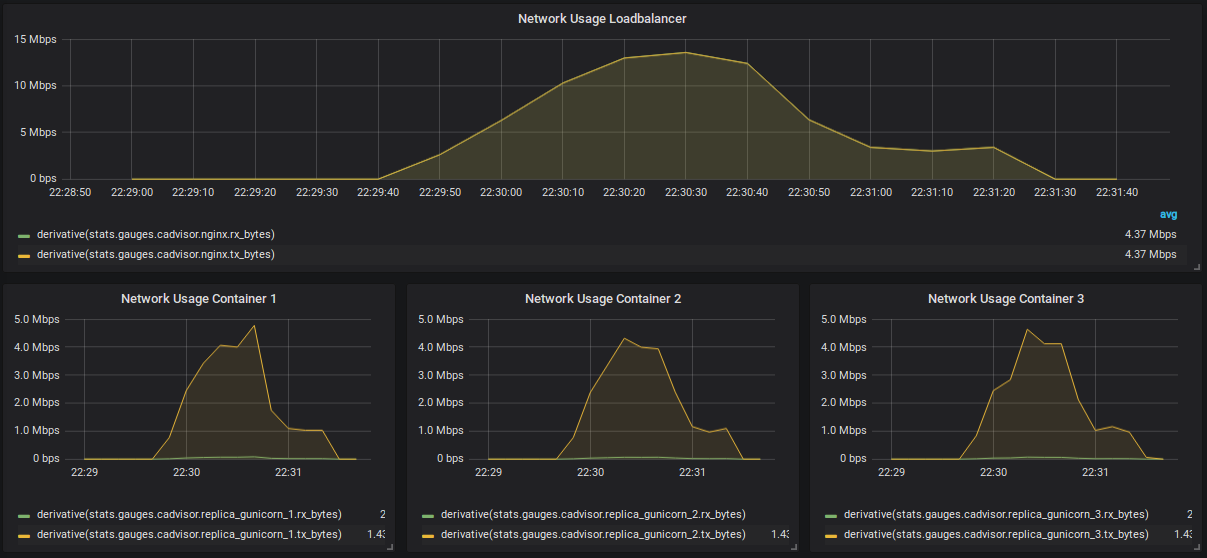 Network Usage Loadbalancer
15 Mbps
10 Mbps
5 Mbps
0 bps
22:28:50 22:29:00 22:29:10 22:29:20 22:29:30 22:29:40 22:29:50 22:30:00 22:30:10 22:30:20 22:30:30 22:30:40 22:30:50 22:31:00 22:31:10 22:31:20 22:31:30 22:31:40
avg
derivative(stats.gauges.cadvisor.nginx.rx_bytes) 4.37 Mbps
derivative(stats.gauges.cadvisor.nginx.tx_bytes) 4.37 Mbps
Network Usage Container 1
5.0 Mbps
4.0 Mbps
3.0 Mbps
2.0 Mbps
1.0 Mbps
0 bps
22:29 22:30 22:31
derivative(stats.gauges.cadvisor.replica_gunicorn_1.rx_bytes) 2
derivative(stats.gauges.cadvisor.replica_gunicorn_1.tx_bytes) 1.43
Network Usage Container 2
5.0 Mbps
4.0 Mbps
3.0 Mbps
2.0 Mbps
1.0 Mbps
0 bps
22:29 22:30 22:31
derivative(stats.gauges.cadvisor.replica_gunicorn_2.rx_bytes)
derivative(stats.gauges.cadvisor.replica_gunicorn_2.tx_bytes) 1.43
Network Usage Container 3
5.0 Mbps
4.0 Mbps
3.0 Mbps
2.0 Mbps
1.0 Mbps
0 bps
22:29 22:30 22:31
derivative(stats.gauges.cadvisor.replica_gunicorn_3.rx_bytes) 2
derivative(stats.gauges.cadvisor.replica_gunicorn_3.tx_bytes) 1.43